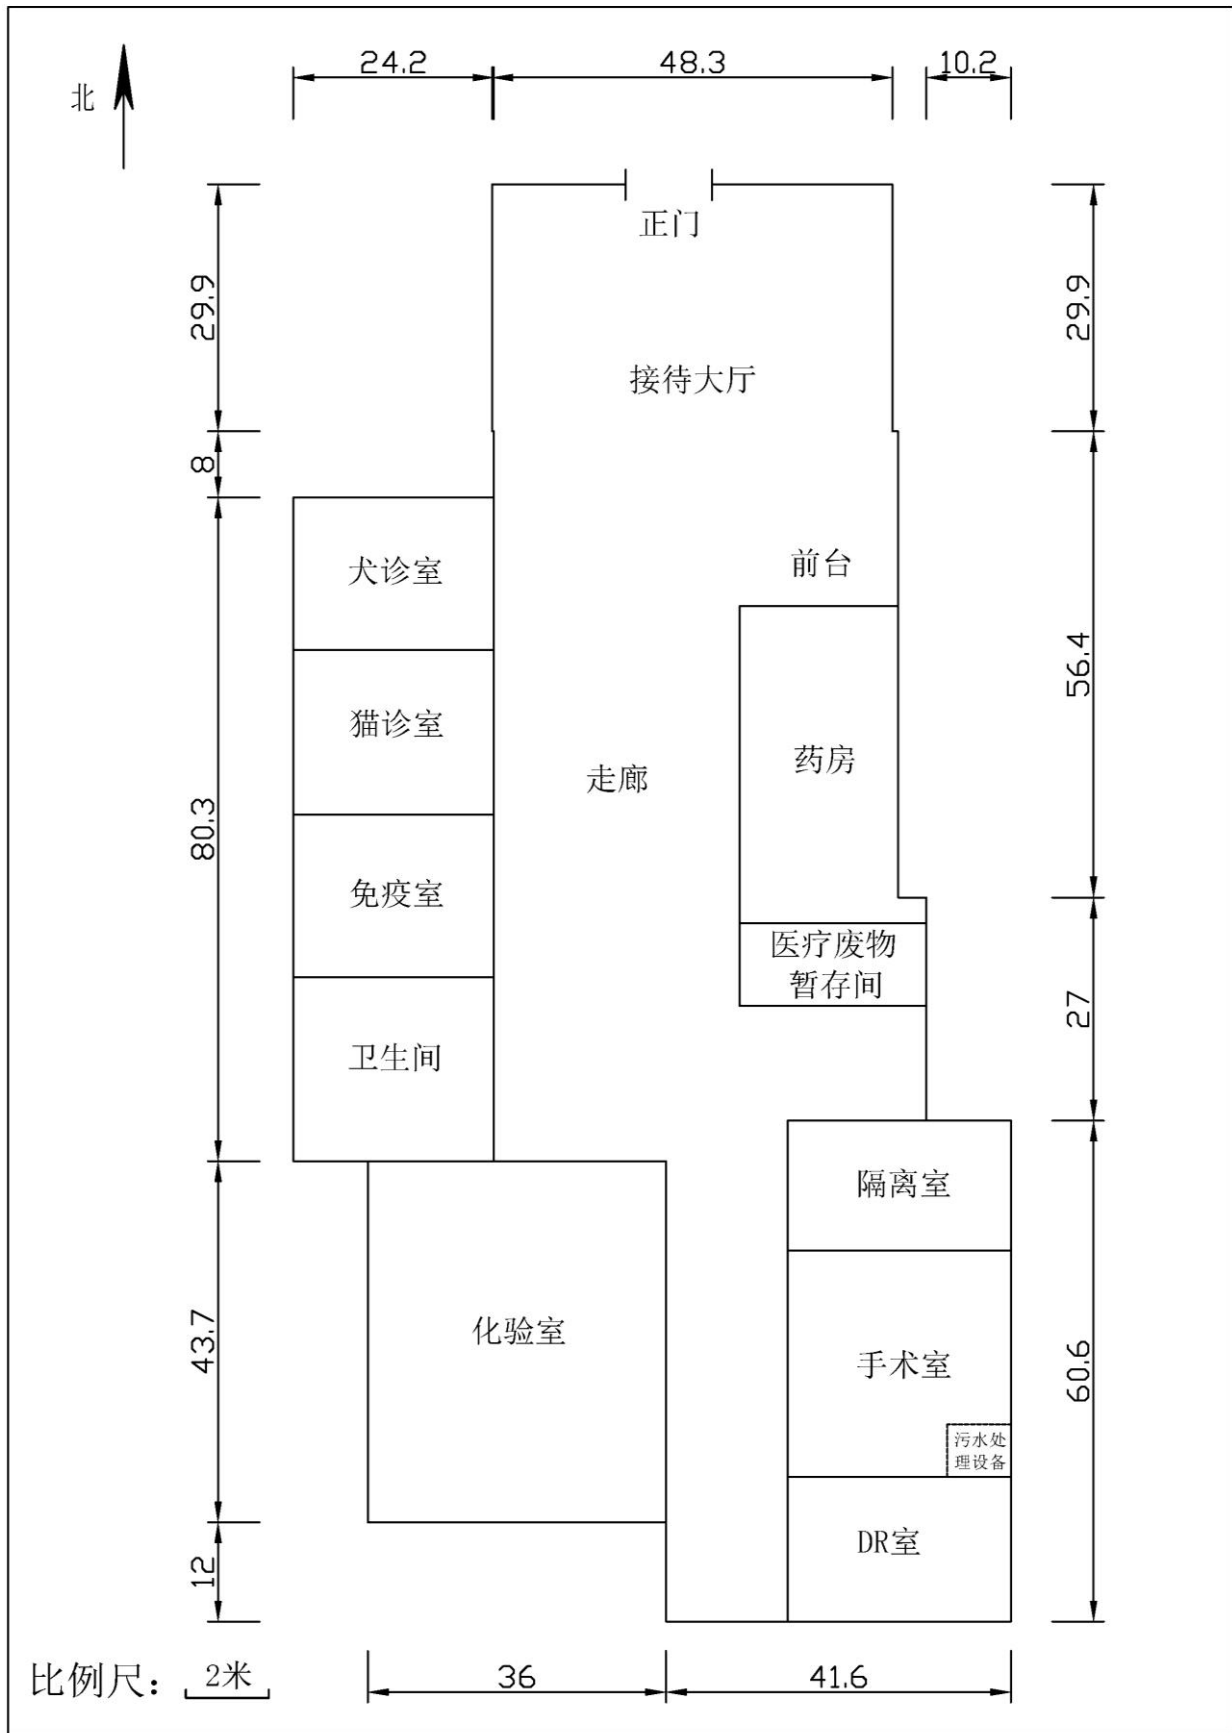 24.2
48.3
10.2
北
正门
29.9
29.9
接待大厅
8
犬诊室
前台
猫诊室
药房
56.4
走廊
80.3
免疫室
医疗废物
暂存间
27
卫生间
隔离室
化验室
43.7
手术室
60.6
污水处
理设备
DR室
12
比例尺：
2米
36
41.6